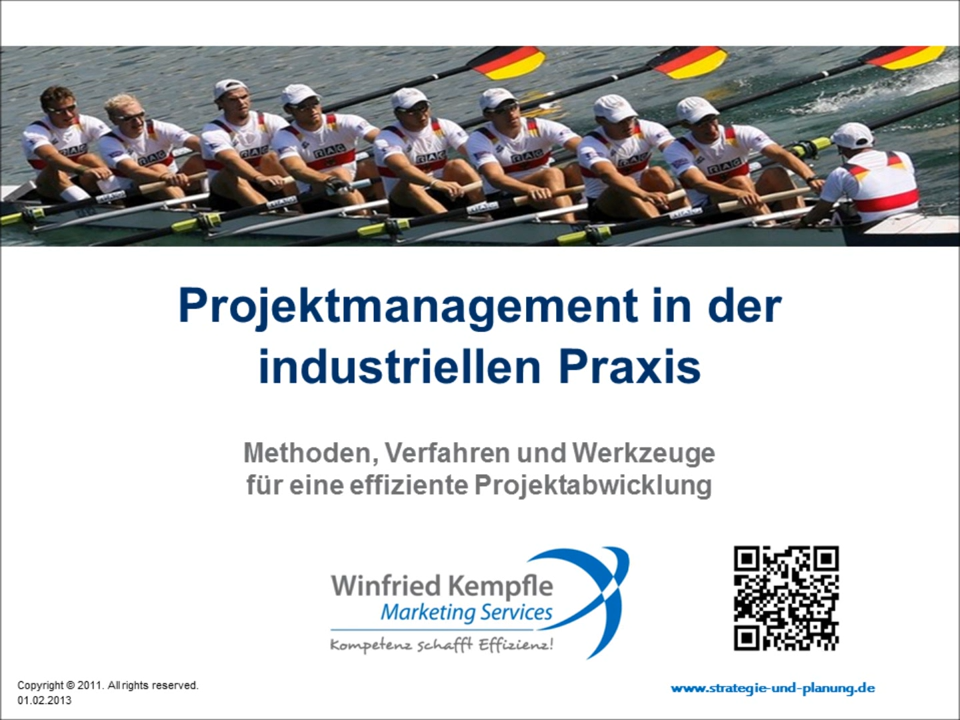 Projektmanagement in der
industriellen Praxis
Methoden, Verfahren und Werkzeuge
für eine effiziente Projektabwicklung
Winfried Kempfle
Marketing Services
Kompetenz schafft Effizienz!
Copyright © 2011. All rights reserved.
01.02.2013
www.strategie-und-planung.de